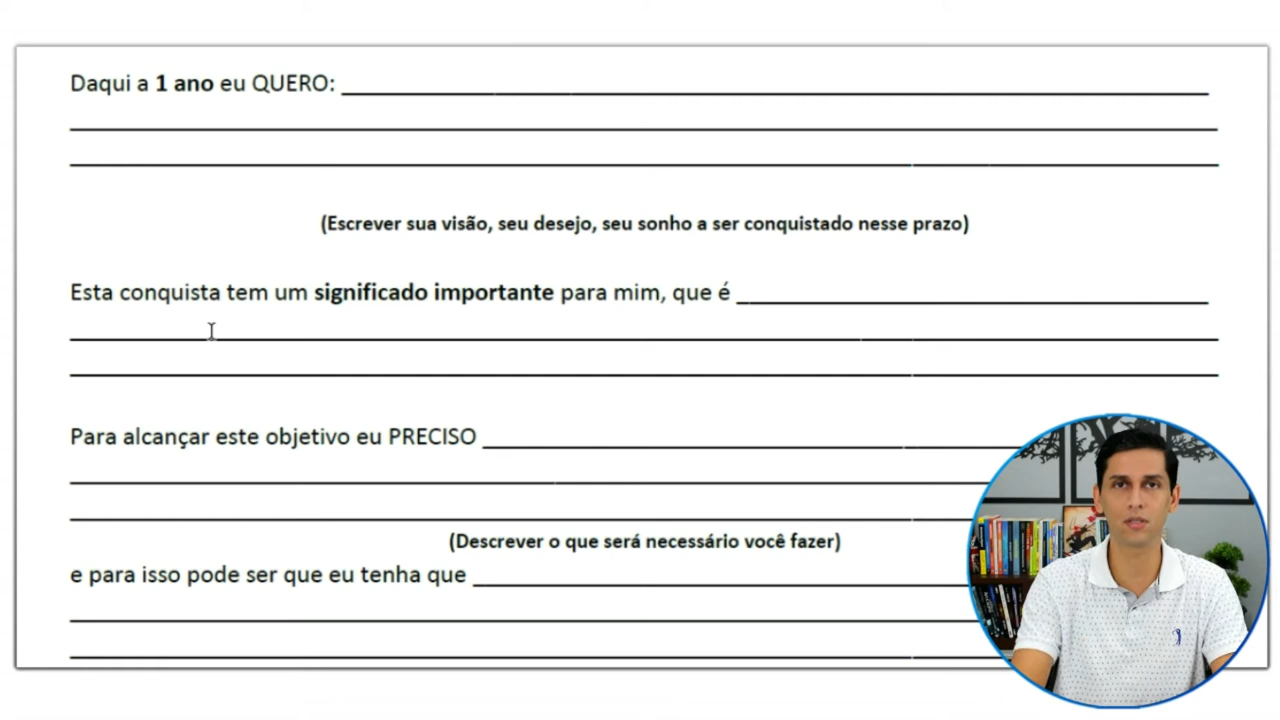 Daqui a 1 ano eu QUERO:
(Escrever sua visão, seu desejo, seu sonho a ser conquistado nesse prazo)
Esta conquista tem um significado importante para mim, que é
Para alcançar este objetivo eu PRECISO
(Descrever o que será necessário você fazer)
e para isso pode ser que eu tenha que